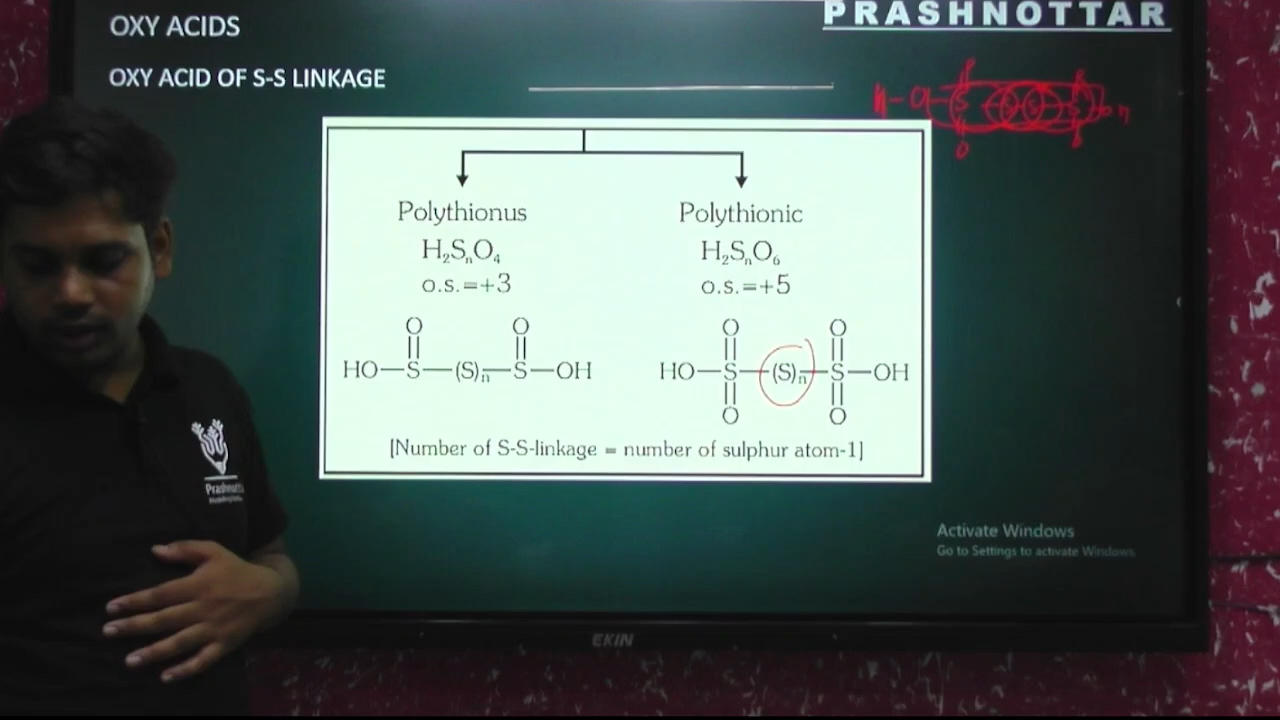 PRASHNOTTAR
OXY ACIDS
OXY ACID OF S-S LINKAGE
H-O-S-S-S-S-O-H
O O
O O
Polythionus Polythionic
H₂SₙO₄ H₂SₙO₆
o.s.=+3 o.s.=+5
O O O O
HO—S—(S)ₙ—S—OH HO—S—(S)ₙ—S—OH
O O
[Number of S-S-linkage = number of sulphur atom-1]
Prashnottar
Activate Windows
Go to Settings to activate Windows.
EKIN